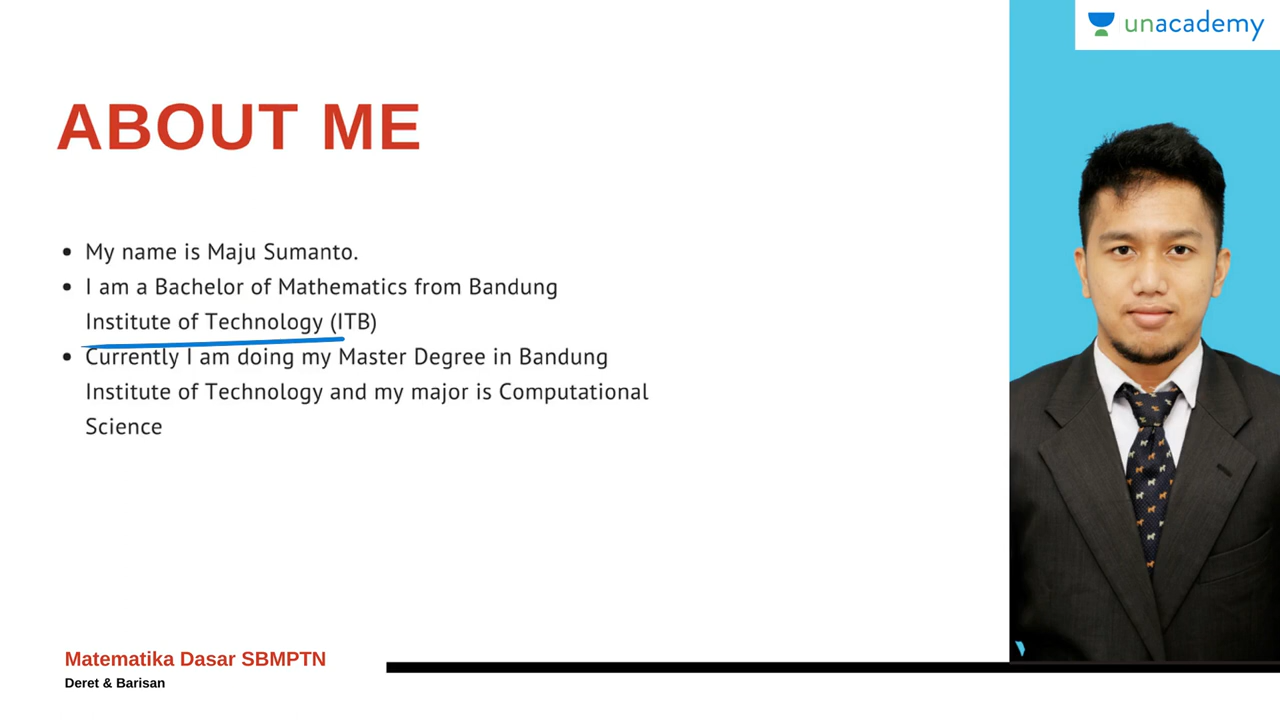 unacademy
ABOUT ME
• My name is Maju Sumanto.
• I am a Bachelor of Mathematics from Bandung
Institute of Technology (ITB)
• Currently I am doing my Master Degree in Bandung
Institute of Technology and my major is Computational
Science
Matematika Dasar SBMPTN
Deret & Barisan